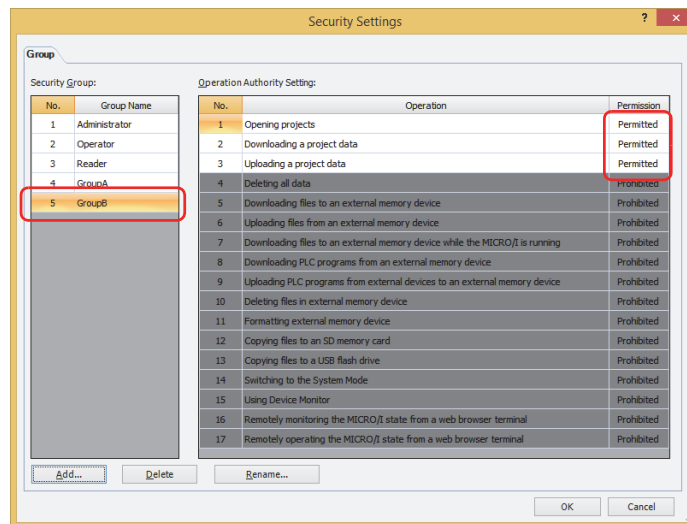 Security Settings
? ×
Group
Security Group:
Operation Authority Setting:
No. Group Name
1 Administrator
2 Operator
3 Reader
4 GroupA
5 GroupB
No. Operation Permission
1 Opening projects Permitted
2 Downloading a project data Permitted
3 Uploading a project data Permitted
4 Deleting all data Prohibited
5 Downloading files to an external memory device Prohibited
6 Uploading files from an external memory device Prohibited
7 Downloading files to an external memory device while the MICRO/I is running Prohibited
8 Downloading PLC programs from an external memory device Prohibited
9 Uploading PLC programs from external devices to an external memory device Prohibited
10 Deleting files in external memory device Prohibited
11 Formatting external memory device Prohibited
12 Copying files to an SD memory card Prohibited
13 Copying files to a USB flash drive Prohibited
14 Switching to the System Mode Prohibited
15 Using Device Monitor Prohibited
16 Remotely monitoring the MICRO/I state from a web browser terminal Prohibited
17 Remotely operating the MICRO/I state from a web browser terminal Prohibited
Add... Delete Rename...
OK Cancel